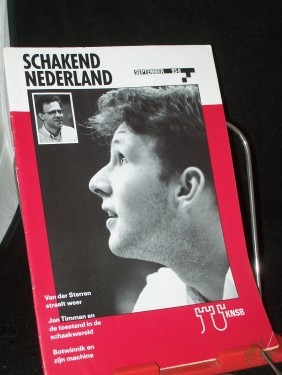 SCHAKEND
NEDERLAND
SEPTEMBER
Van der Sterren
straalt weer
Jan Timman en
de toestand in de
schaakwereld
Botwinnik en
zijn machine
KNSB